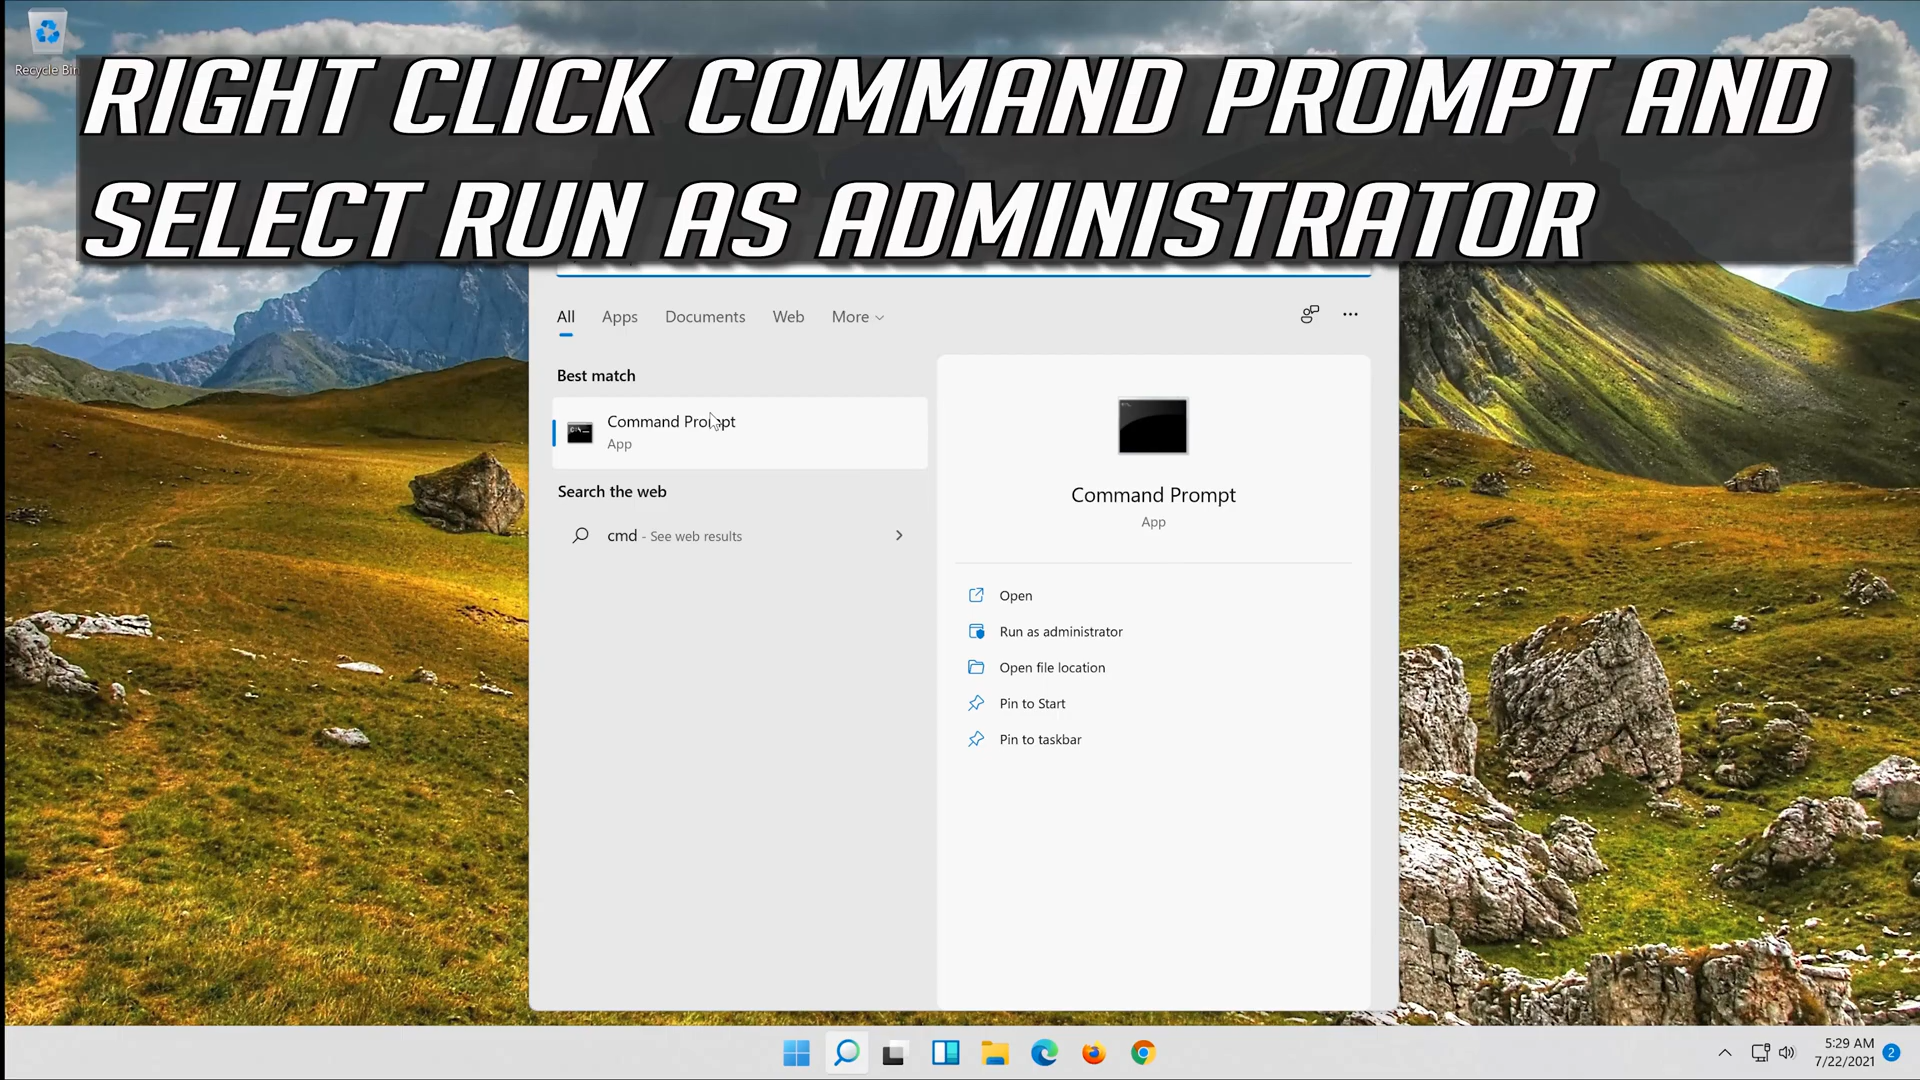 Recycle Bin
RIGHT CLICK COMMAND PROMPT AND
SELECT RUN AS ADMINISTRATOR
All Apps Documents Web More
Best match
Command Prompt
App
Search the web
cmd - See web results
Command Prompt
App
Open
Run as administrator
Open file location
Pin to Start
Pin to taskbar
5:29 AM
7/22/2021
2